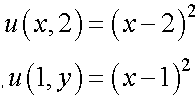 u(x,2)=(x-2)²
.u(1,y)=(x-1)²